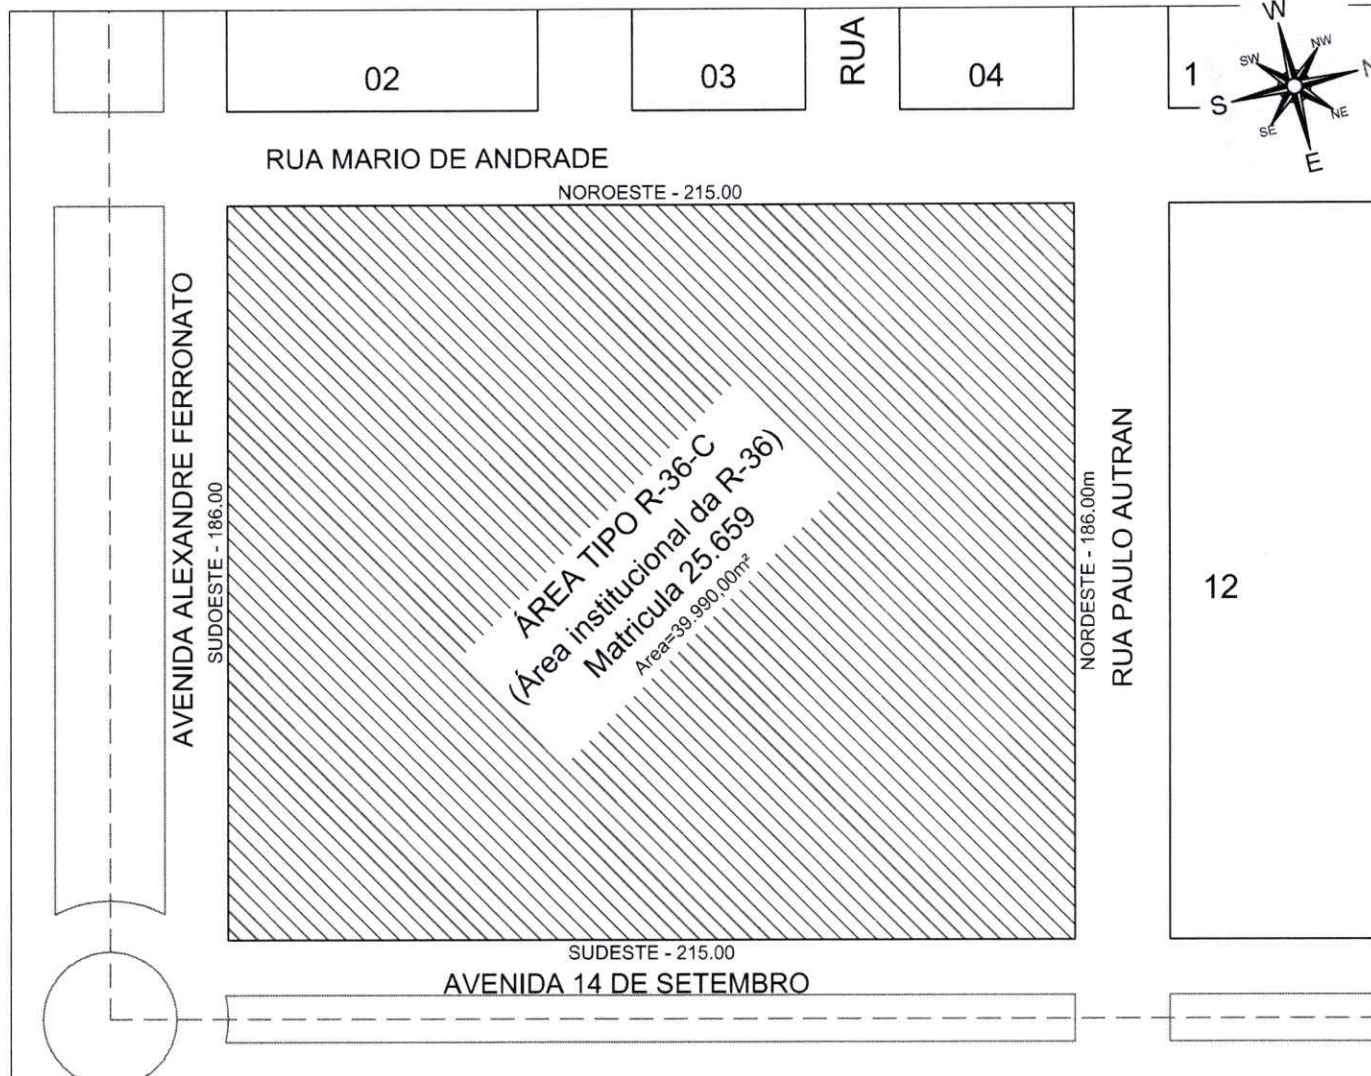 02
03
RUA
04
1
W
NW
N
NE
E
SE
S
SW
RUA MARIO DE ANDRADE
NOROESTE - 215.00
AVENIDA ALEXANDRE FERRONATO
SUDOESTE - 186.00
ÁREA TIPO R-36-C
(Área institucional da R-36)
Matricula 25.659
Area=39.990,00m²
NORDESTE - 186.00m
RUA PAULO AUTRAN
12
SUDESTE - 215.00
AVENIDA 14 DE SETEMBRO